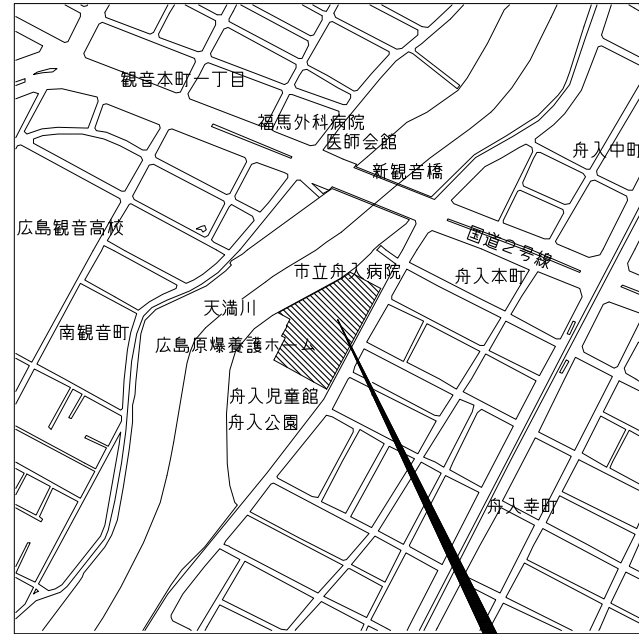 観音本町一丁目
福馬外科病院
医師会館
舟入中町
新観音橋
広島観音高校
国道2号線
市立舟入病院
舟入本町
天満川
南観音町
広島原爆養護ホーム
舟入児童館
舟入公園
舟入幸町